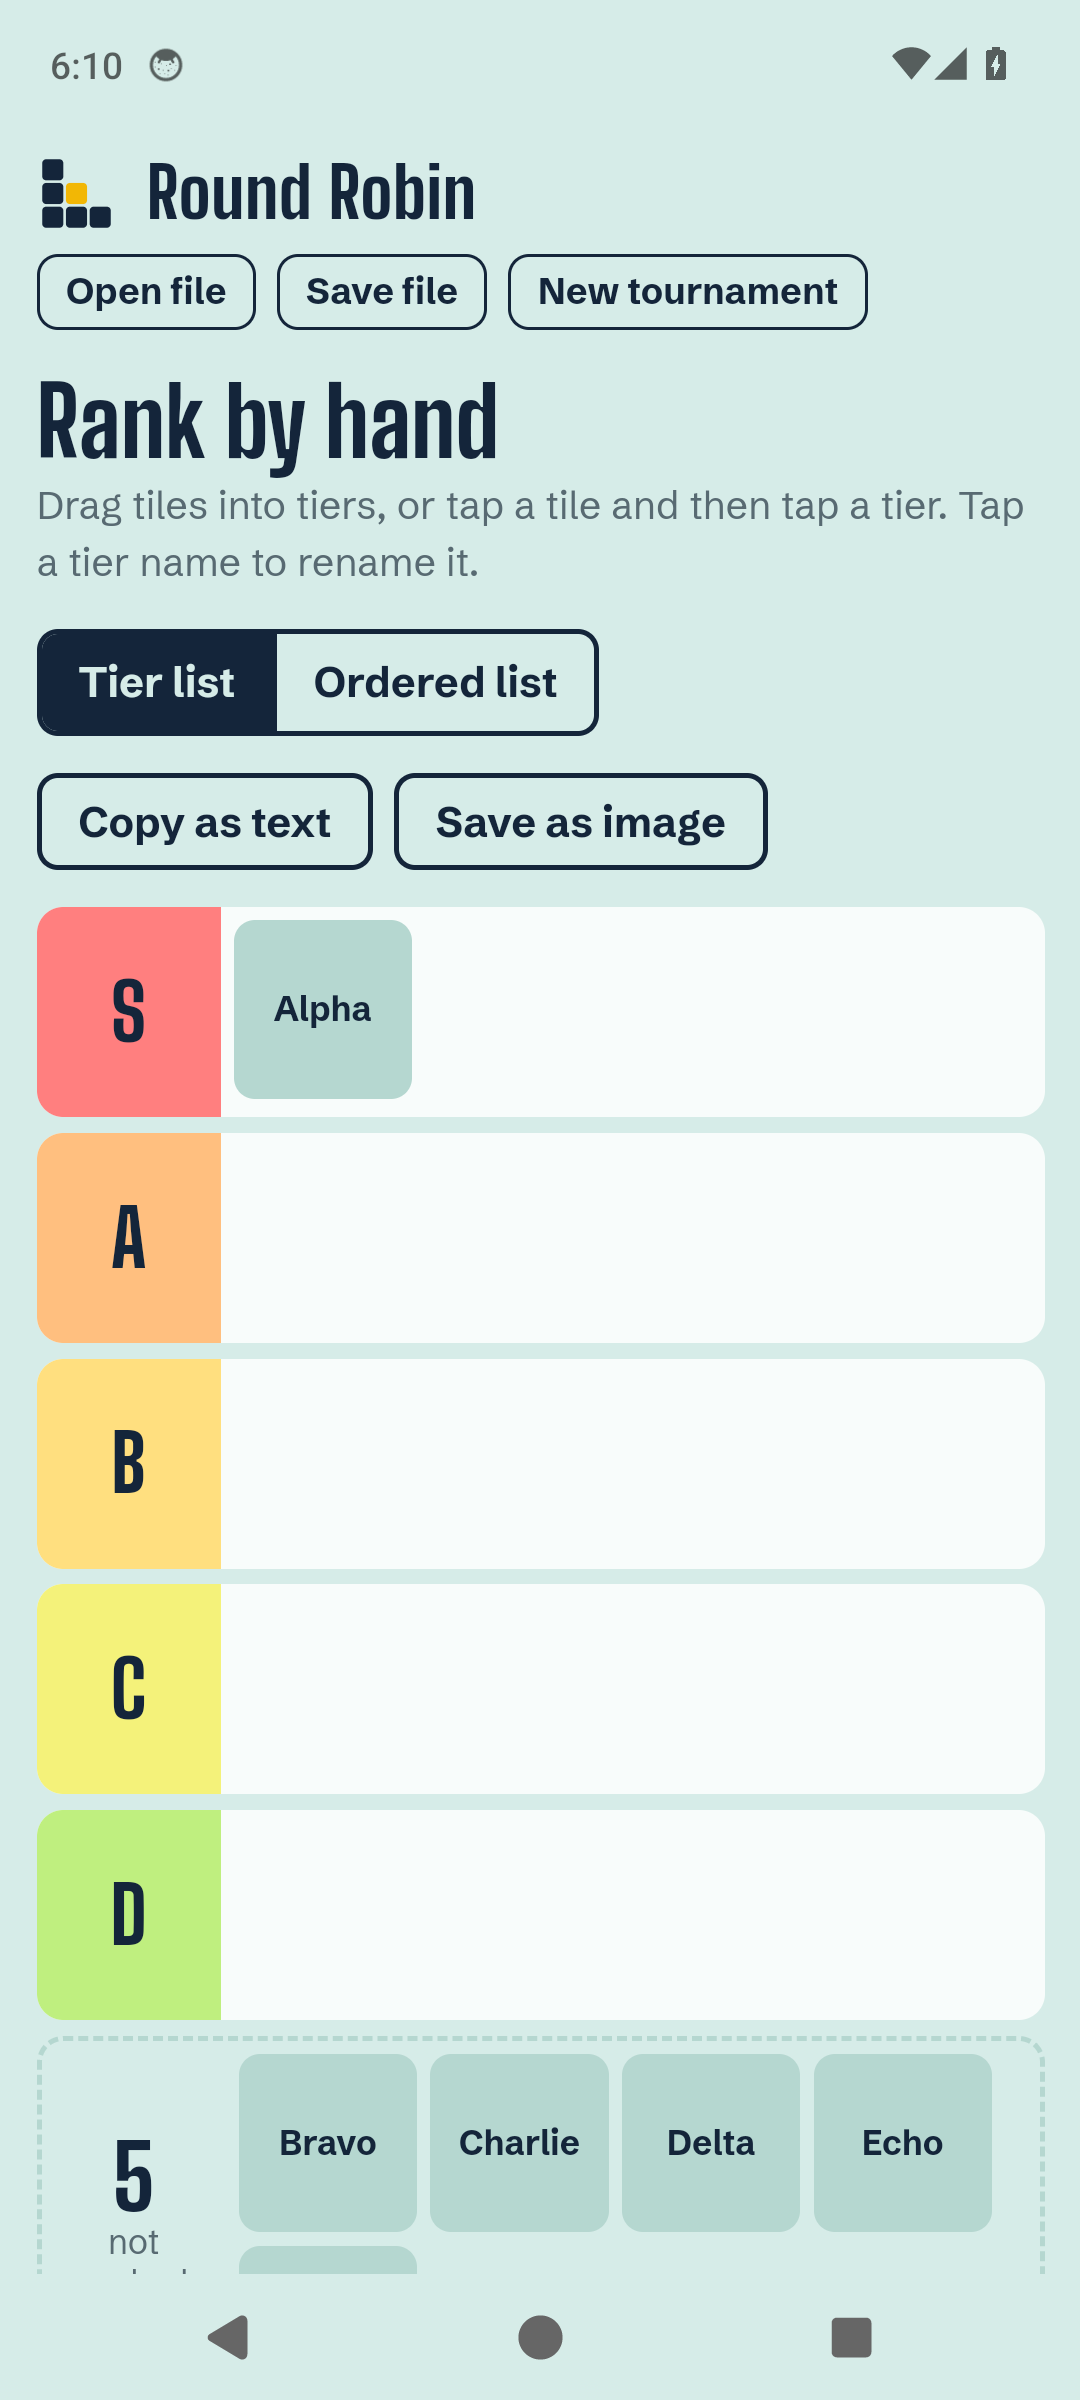 6:10
Round Robin
Open file Save file New tournament
Rank by hand
Drag tiles into tiers, or tap a tile and then tap a tier. Tap
a tier name to rename it.
Tier list Ordered list
Copy as text Save as image
S Alpha
A
B
C
D
Bravo Charlie Delta Echo
5
not